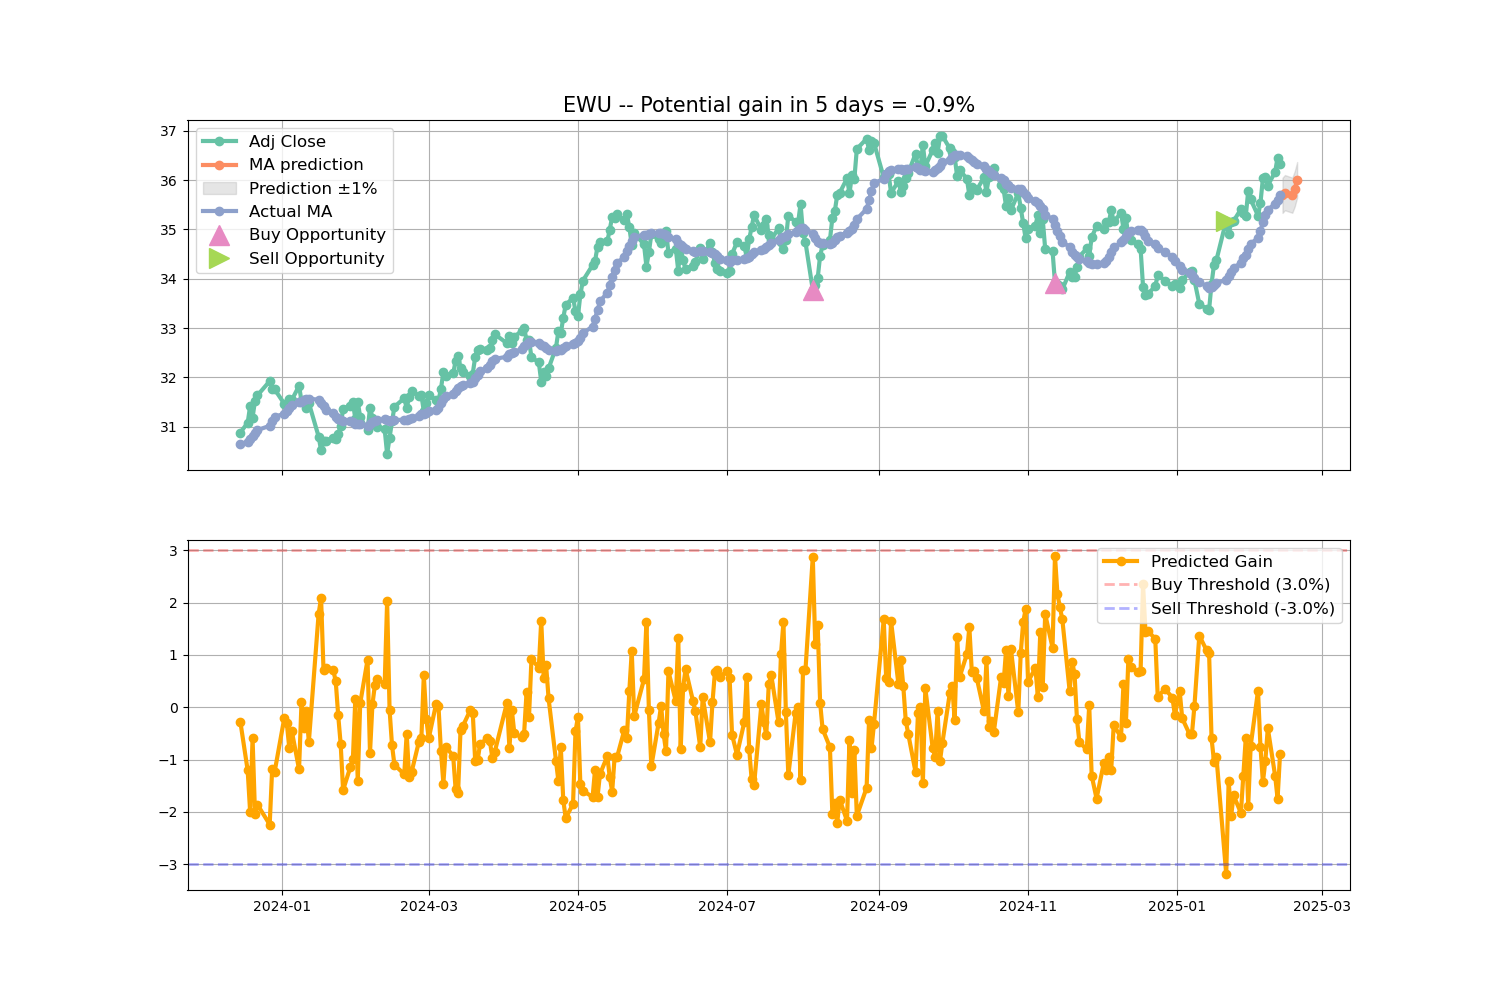 EWU -- Potential gain in 5 days = -0.9%
37
36
35
34
33
32
31
Adj Close
MA prediction
Prediction ±1%
Actual MA
Buy Opportunity
Sell Opportunity
3
2
1
0
−1
−2
−3
Predicted Gain
Buy Threshold (3.0%)
Sell Threshold (-3.0%)
2024-01 2024-03 2024-05 2024-07 2024-09 2024-11 2025-01 2025-03